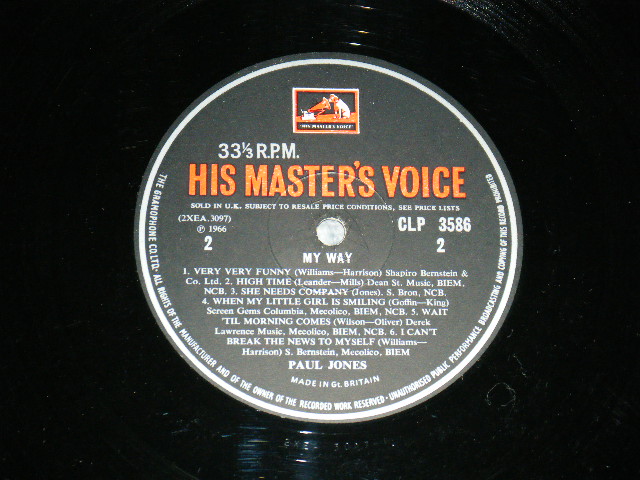 "HIS MASTER'S VOICE"
33⅓ R.P.M.
HIS MASTER'S VOICE
SOLD IN U.K. SUBJECT TO RESALE PRICE CONDITIONS, SEE PRICE LISTS
(2XEA.3097) CLP 3586
℗ 1966
2 2
MY WAY
1. VERY VERY FUNNY (Williams—Harrison) Shapiro Bernstein &
Co. Ltd. 2. HIGH TIME (Leander—Mills) Dean St. Music, BIEM,
NCB. 3. SHE NEEDS COMPANY (Jones). S. Bron, NCB.
4. WHEN MY LITTLE GIRL IS SMILING (Goffin—King)
Screen Gems Columbia, Mecolico, BIEM, NCB. 5. WAIT
'TIL MORNING COMES (Wilson—Oliver) Derek
Lawrence Music, Mecolico, BIEM, NCB. 6. I CAN'T
BREAK THE NEWS TO MYSELF (Williams—
Harrison) S. Bernstein, Mecolico, BIEM
PAUL JONES
MADE IN Gt. BRITAIN
THE GRAMOPHONE CO. LTD. · ALL RIGHTS OF THE MANUFACTURER AND OF THE OWNER OF THE RECORDED WORK RESERVED · UNAUTHORISED PUBLIC PERFORMANCE BROADCASTING AND COPYING OF THIS RECORD PROHIBITED